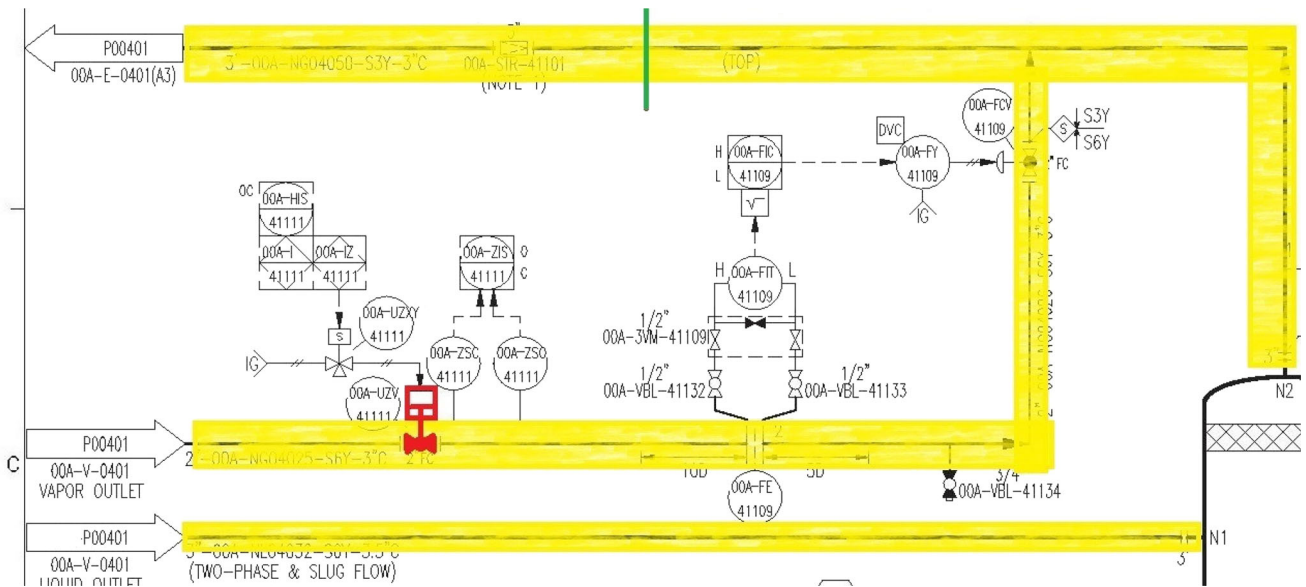 P00401
00A-E-0401(A3)
3"
3"-00A-NG04050-S3Y-3"C
00A-STR-41101
(NOTE 1)
(TOP)
00A-FCV
41109
S
S3Y
S6Y
FC
DVC
H
L
00A-FIC
41109
√
00A-FY
41109
IG
OC
00A-HIS
41111
00A-I
41111
00A-IZ
41111
00A-ZIS
41111
O
C
H
L
00A-FIT
41109
1/2"
00A-3VM-41109
00A-UZXY
41111
S
IG
00A-UZV
41111
00A-ZSC
41111
00A-ZSO
41111
1/2"
00A-VBL-41132
1/2"
00A-VBL-41133
3"
N2
C
P00401
00A-V-0401
VAPOR OUTLET
2"-00A-NG04025-S6Y-3"C
2" FC
2
10D
5D
00A-FE
41109
3/4
00A-VBL-41134
P00401
00A-V-0401
LIQUID OUTLET
(TWO-PHASE & SLUG FLOW)
N1
3"